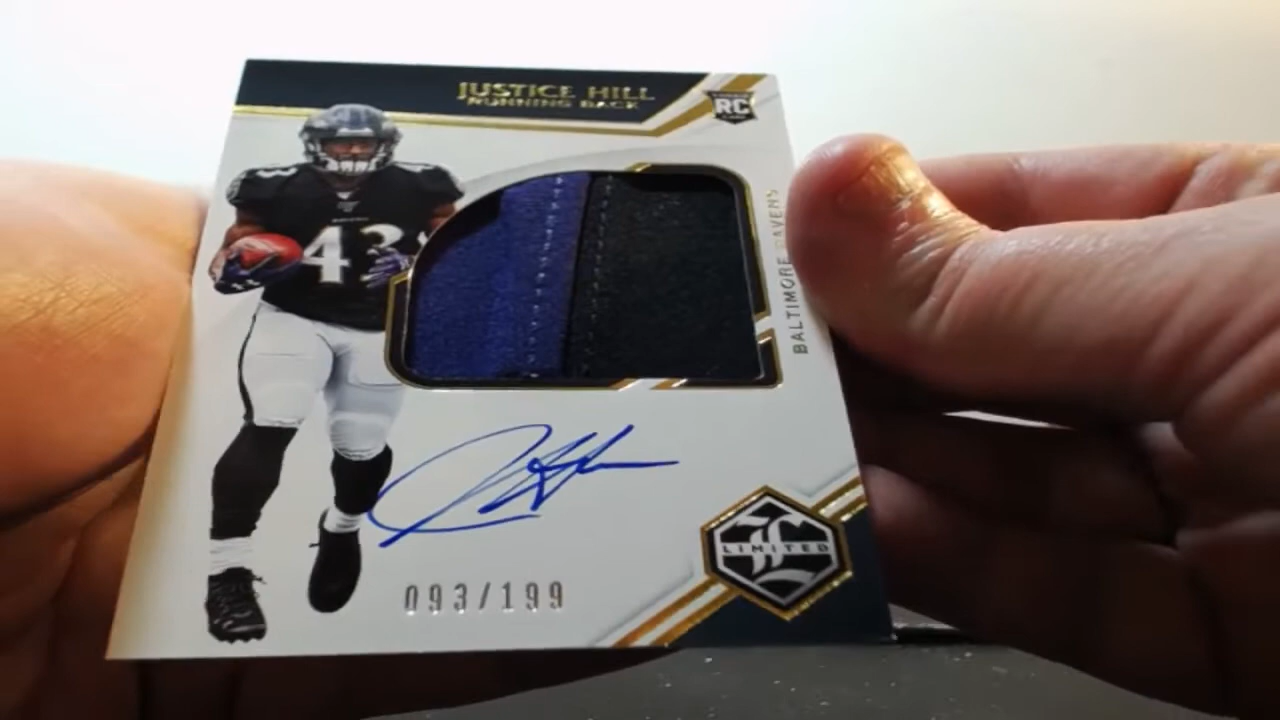 JUSTICE HILL
RUNNING BACK
RC
43
BALTIMORE RAVENS
LIMITED
093/199